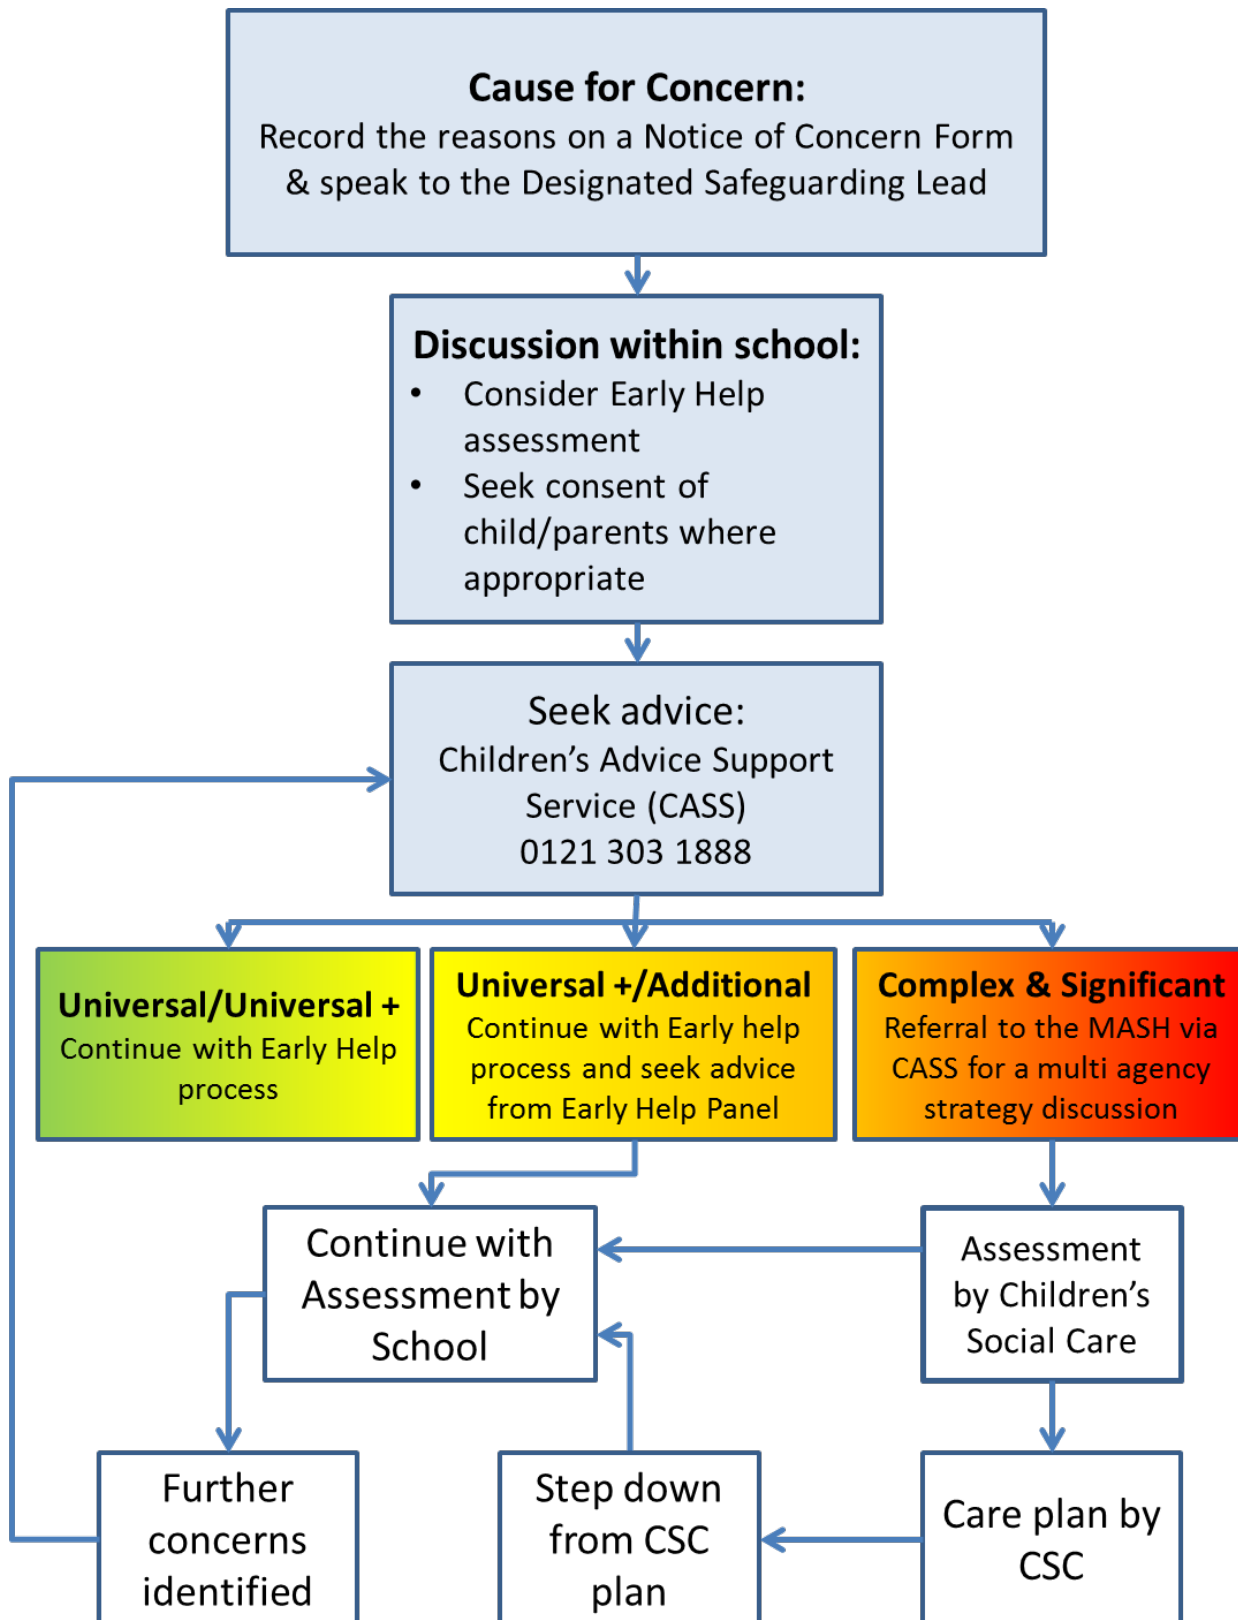 Cause for Concern:
Record the reasons on a Notice of Concern Form
& speak to the Designated Safeguarding Lead
Discussion within school:
• Consider Early Help
assessment
• Seek consent of
child/parents where
appropriate
Seek advice:
Children’s Advice Support
Service (CASS)
0121 303 1888
Universal/Universal +
Continue with Early Help
process
Universal +/Additional
Continue with Early help
process and seek advice
from Early Help Panel
Complex & Significant
Referral to the MASH via
CASS for a multi agency
strategy discussion
Continue with
Assessment by
School
Assessment
by Children’s
Social Care
Further
concerns
identified
Step down
from CSC
plan
Care plan by
CSC